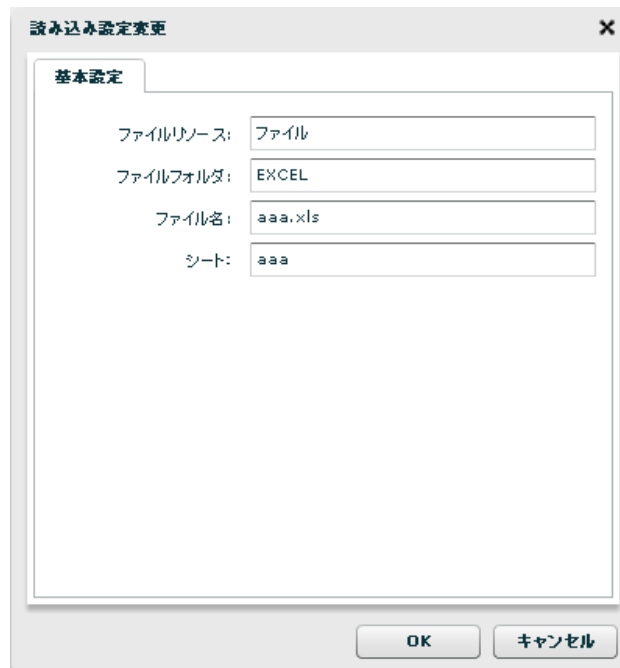 読み込み設定変更
基本設定
ファイルリソース: ファイル
ファイルフォルダ: EXCEL
ファイル名: aaa.xls
シート: aaa
OK キャンセル